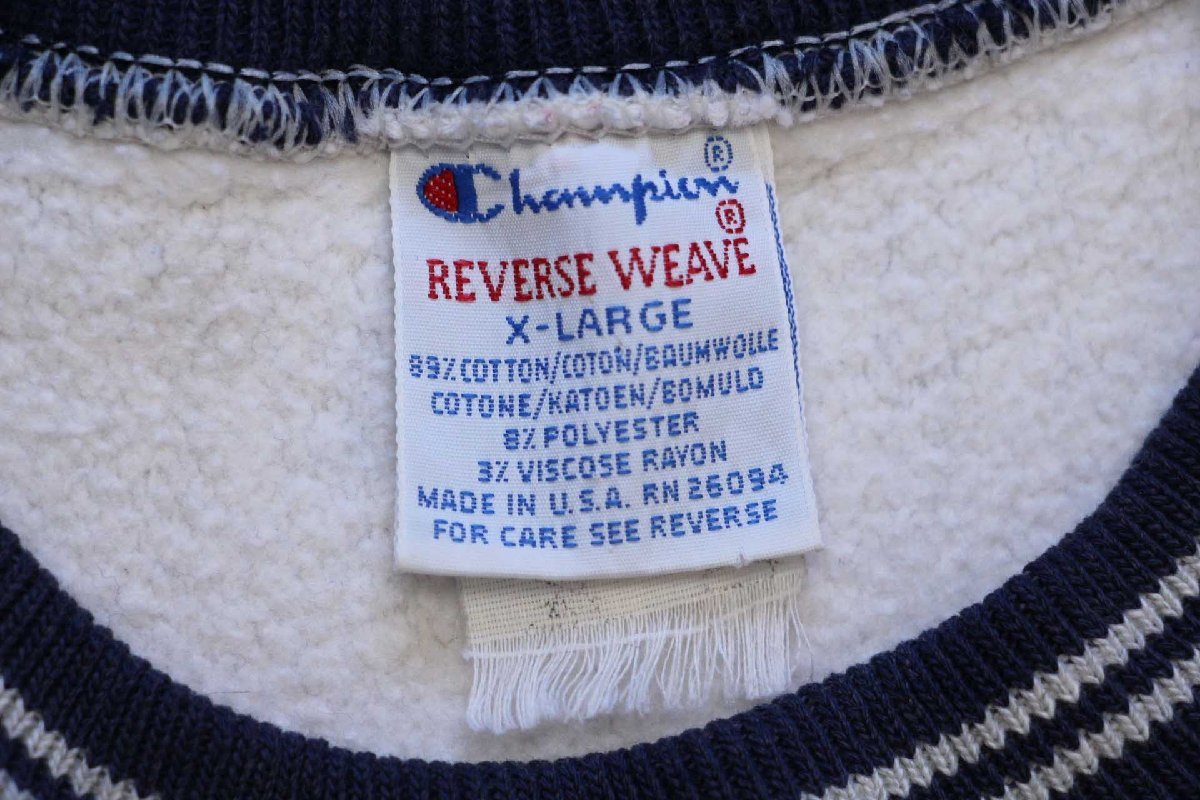 Champion®
REVERSE WEAVE®
X-LARGE
89% COTTON/COTON/BAUMWOLLE
COTONE/KATOEN/BOMULD
8% POLYESTER
3% VISCOSE RAYON
MADE IN U.S.A. RN 26094
FOR CARE SEE REVERSE